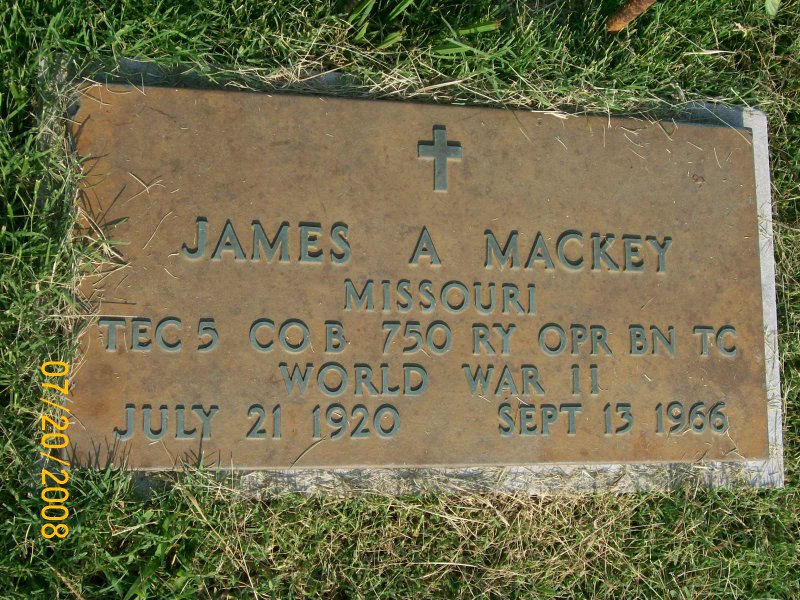 JAMES A MACKEY
MISSOURI
TEC 5 CO B 750 RY OPR BN TC
WORLD WAR II
JULY 21 1920 SEPT 13 1966
07/20/2008